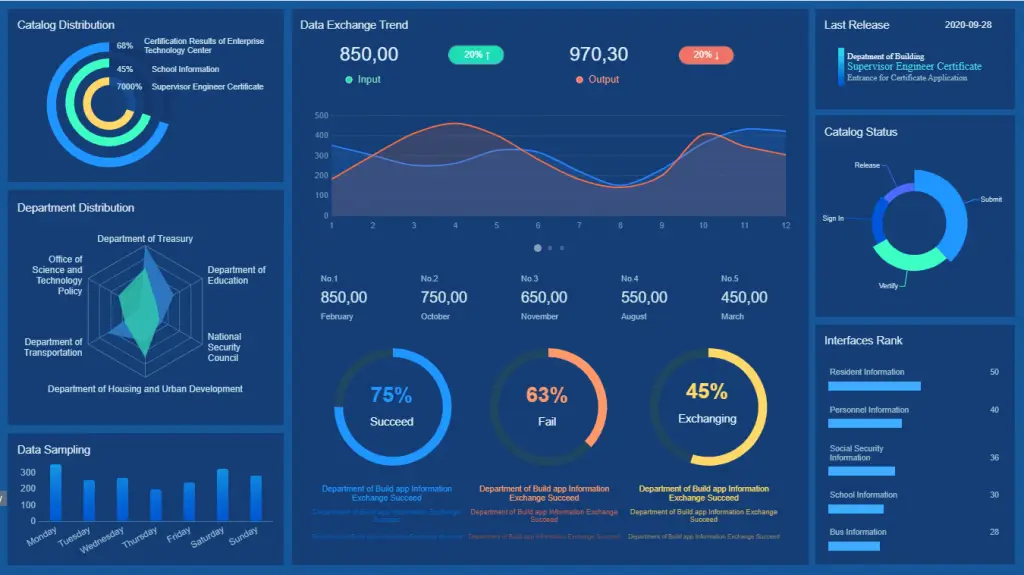 Catalog Distribution
68%
Certification Results of Enterprise
Technology Center
45%
School Information
7000%
Supervisor Engineer Certificate
Department Distribution
Department of Treasury
Office of
Science and
Technology
Policy
Department of
Education
Department of
Transportation
National
Security
Council
Department of Housing and Urban Development
Data Sampling
300
200
100
0
Monday
Tuesday
Wednesday
Thursday
Friday
Saturday
Sunday
Data Exchange Trend
850,00
20% ↑
970,30
20% ↓
Input
Output
500
400
300
200
100
0
1 2 3 4 5 6 7 8 9 10 11 12
No.1 No.2 No.3 No.4 No.5
850,00 750,00 650,00 550,00 450,00
February October November August March
75%
Succeed
63%
Fail
45%
Exchanging
Department of Build app Information
Exchange Succeed
Department of Build app Information Exchange
Succeed
Department of Build app Information Exchange Succeed
Department of Build app Information
Exchange Succeed
Department of Build app Information Exchange
Succeed
Department of Build app Information Exchange Succeed
Department of Build app Information
Exchange Succeed
Department of Build app Information Exchange
Succeed
Department of Build app Information Exchange Succeed
Last Release
2020-09-28
Depatment of Building
Supervisor Engineer Certificate
Entrance for Certificate Application
Catalog Status
Release
Submit
Sign In
Vertify
Interfaces Rank
Resident Information 50
Personnel Information 40
Social Security
Information
36
School Information 30
Bus Information 28